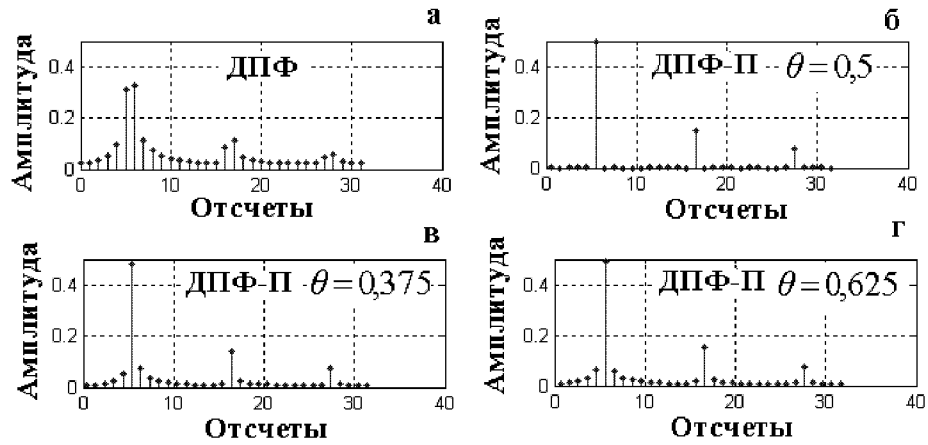 а
Амплитуда
0.4
0.2
0
ДПФ
0
10
20
30
40
Отсчеты
б
Амплитуда
0.4
0.2
0
ДПФ-П θ = 0,5
0
10
20
30
40
Отсчеты
в
Амплитуда
0.4
0.2
0
ДПФ-П θ = 0,375
0
10
20
30
40
Отсчеты
г
Амплитуда
0.4
0.2
0
ДПФ-П θ = 0,625
0
10
20
30
40
Отсчеты